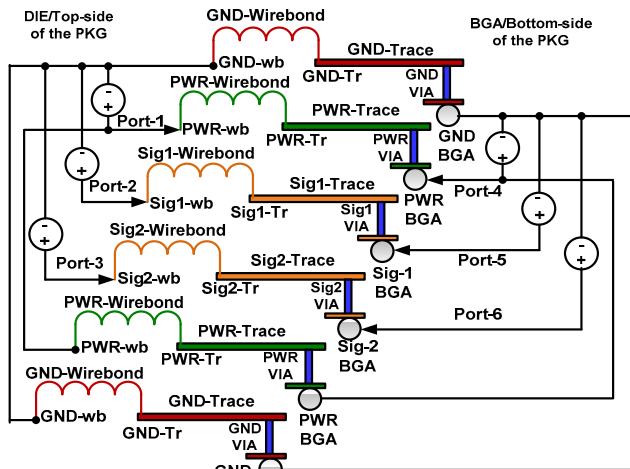 DIE/Top-side
of the PKG
GND-Wirebond
BGA/Bottom-side
of the PKG
GND-Trace
GND-wb
GND-Tr
GND
VIA
PWR-Wirebond
-
+
Port-1
PWR-wb
PWR-Trace
PWR-Tr
GND
BGA
PWR
VIA
-
+
Sig1-Wirebond
-
+
Port-2
Sig1-wb
Sig1-Trace
Sig1-Tr
PWR
BGA
Port-4
Sig1
VIA
-
+
Sig2-Wirebond
-
+
Port-3
Sig2-wb
Sig2-Trace
Sig2-Tr
Sig-1
BGA
Port-5
-
+
Sig2
VIA
PWR-Wirebond
PWR-wb
PWR-Trace
PWR-Tr
Sig-2
BGA
Port-6
PWR
VIA
GND-Wirebond
GND-wb
GND-Trace
GND-Tr
PWR
BGA
GND
VIA
GND